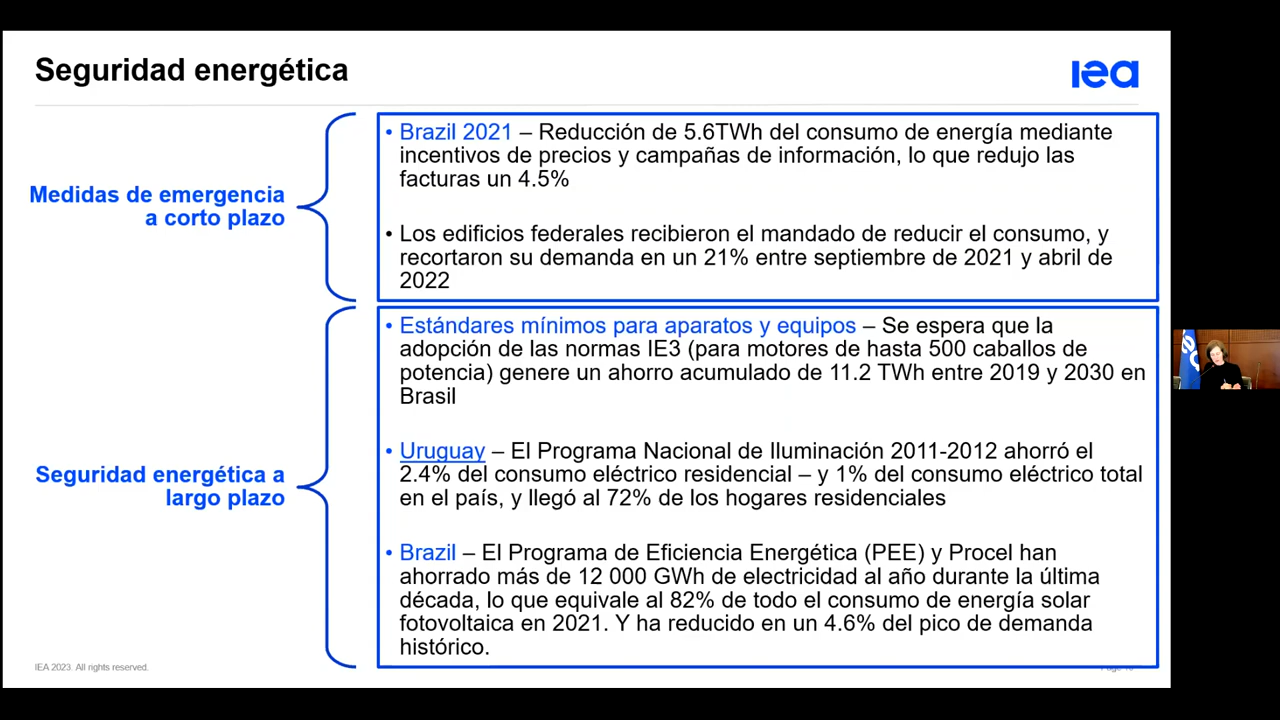 Seguridad energética
iea
Medidas de emergencia
a corto plazo
• Brazil 2021 – Reducción de 5.6TWh del consumo de energía mediante
incentivos de precios y campañas de información, lo que redujo las
facturas un 4.5%
• Los edificios federales recibieron el mandado de reducir el consumo, y
recortaron su demanda en un 21% entre septiembre de 2021 y abril de
2022
Seguridad energética a
largo plazo
• Estándares mínimos para aparatos y equipos – Se espera que la
adopción de las normas IE3 (para motores de hasta 500 caballos de
potencia) genere un ahorro acumulado de 11.2 TWh entre 2019 y 2030 en
Brasil
• Uruguay – El Programa Nacional de Iluminación 2011-2012 ahorró el
2.4% del consumo eléctrico residencial – y 1% del consumo eléctrico total
en el país, y llegó al 72% de los hogares residenciales
• Brazil – El Programa de Eficiencia Energética (PEE) y Procel han
ahorrado más de 12 000 GWh de electricidad al año durante la última
década, lo que equivale al 82% de todo el consumo de energía solar
fotovoltaica en 2021. Y ha reducido en un 4.6% del pico de demanda
histórico.
IEA 2023. All rights reserved.